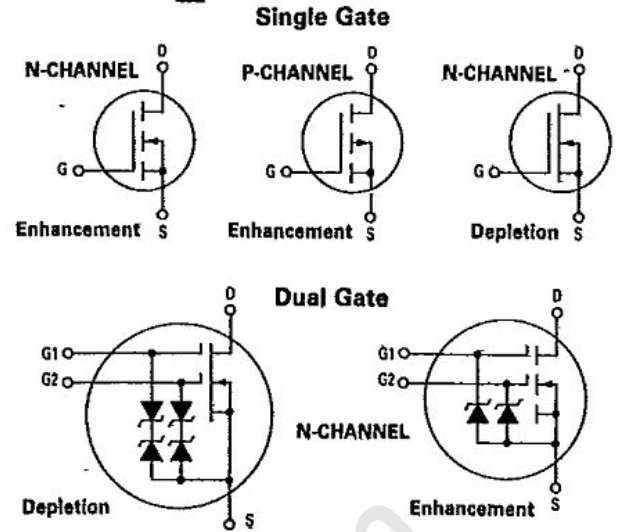 Single Gate
N-CHANNEL
D
G
S
Enhancement
P-CHANNEL
D
G
S
Enhancement
N-CHANNEL
D
G
S
Depletion
Dual Gate
D
G1
G2
S
Depletion
N-CHANNEL
D
G1
G2
S
Enhancement